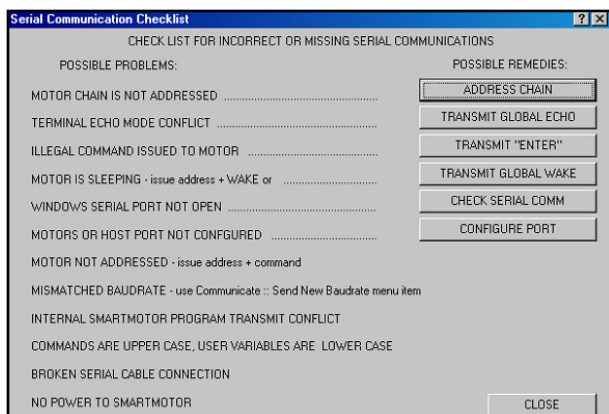 Serial Communication Checklist
CHECK LIST FOR INCORRECT OR MISSING SERIAL COMMUNICATIONS
POSSIBLE PROBLEMS: POSSIBLE REMEDIES:
MOTOR CHAIN IS NOT ADDRESSED ........................................ ADDRESS CHAIN
TERMINAL ECHO MODE CONFLICT ........................................ TRANSMIT GLOBAL ECHO
ILLEGAL COMMAND ISSUED TO MOTOR ................................... TRANSMIT "ENTER"
MOTOR IS SLEEPING - issue address + WAKE or ........................ TRANSMIT GLOBAL WAKE
WINDOWS SERIAL PORT NOT OPEN ........................................ CHECK SERIAL COMM
MOTORS OR HOST PORT NOT CONFGURED ........................... CONFIGURE PORT
MOTOR NOT ADDRESSED - issue address + command
MISMATCHED BAUDRATE - use Communicate :: Send New Baudrate menu item
INTERNAL SMARTMOTOR PROGRAM TRANSMIT CONFLICT
COMMANDS ARE UPPER CASE, USER VARIABLES ARE LOWER CASE
BROKEN SERIAL CABLE CONNECTION
NO POWER TO SMARTMOTOR CLOSE